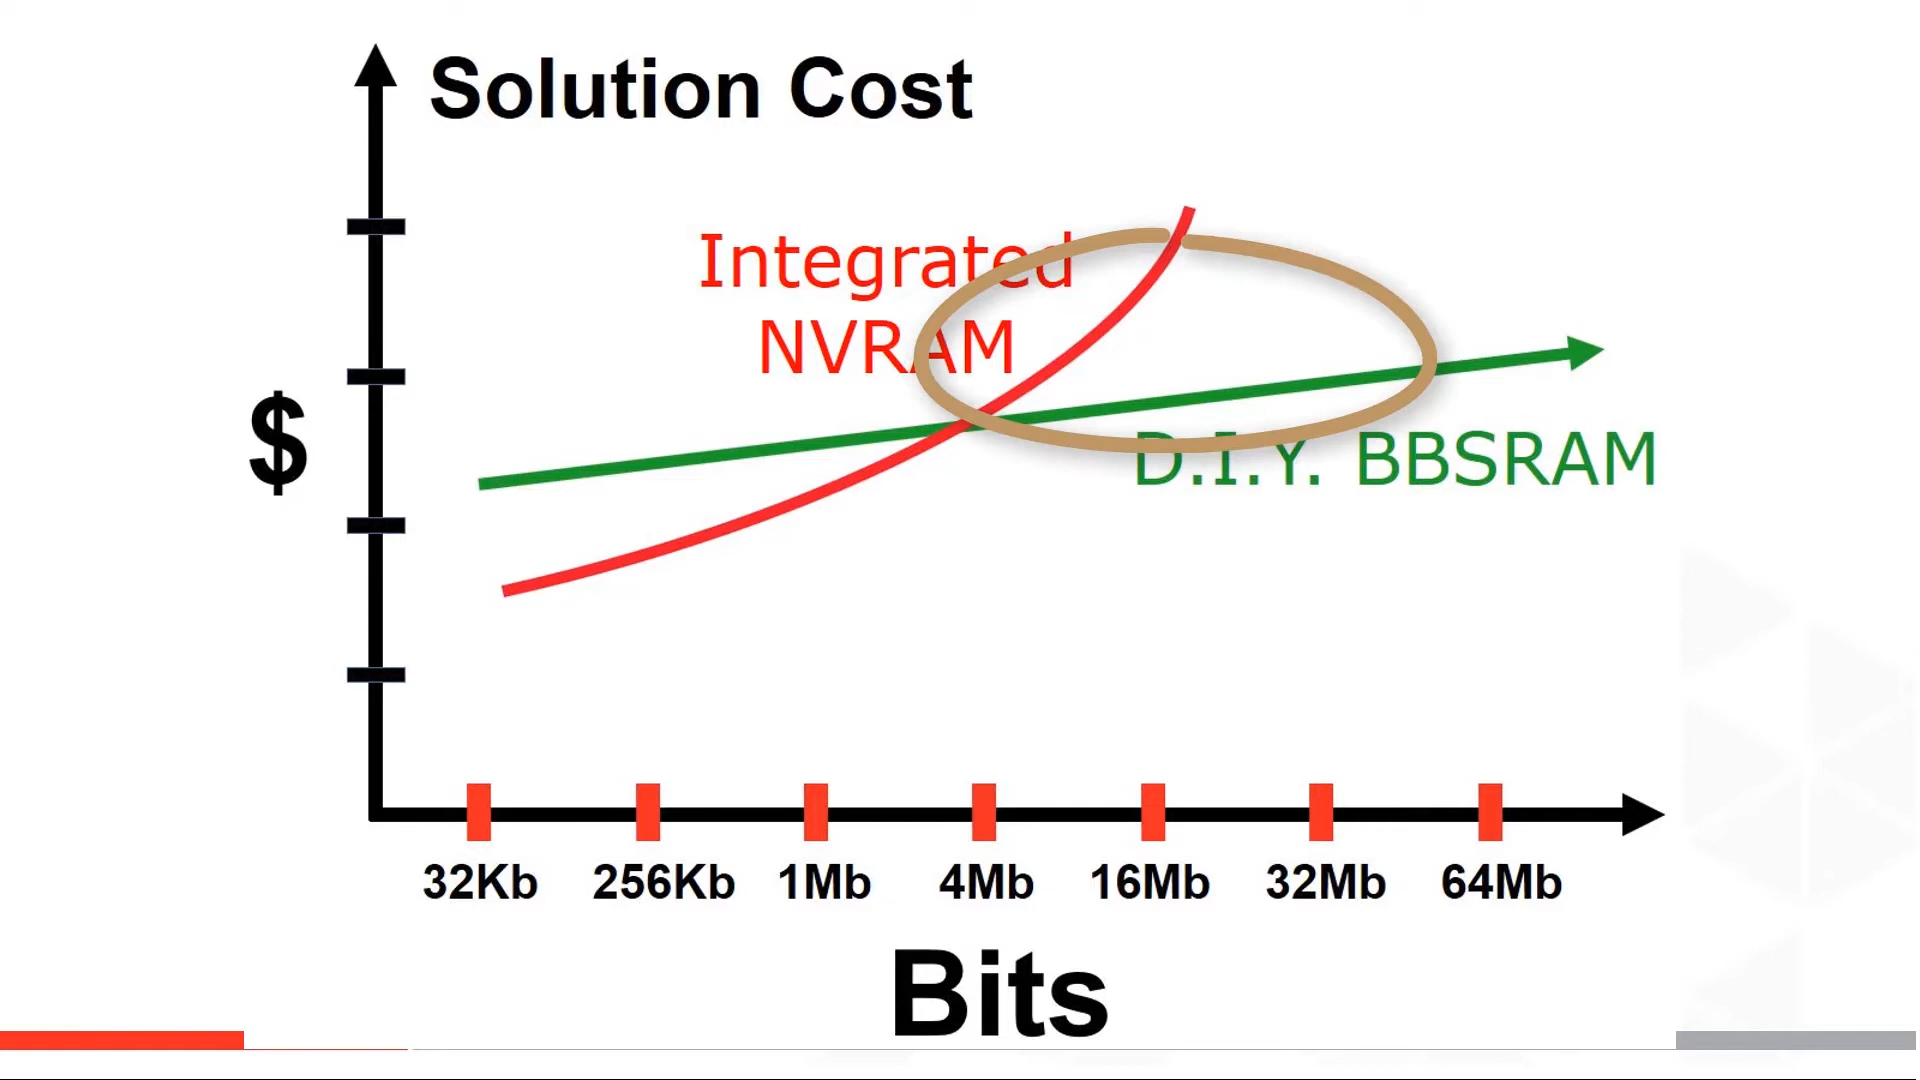 Solution Cost
Integrated
NVRAM
$
D.I.Y. BBSRAM
32Kb 256Kb 1Mb 4Mb 16Mb 32Mb 64Mb
Bits